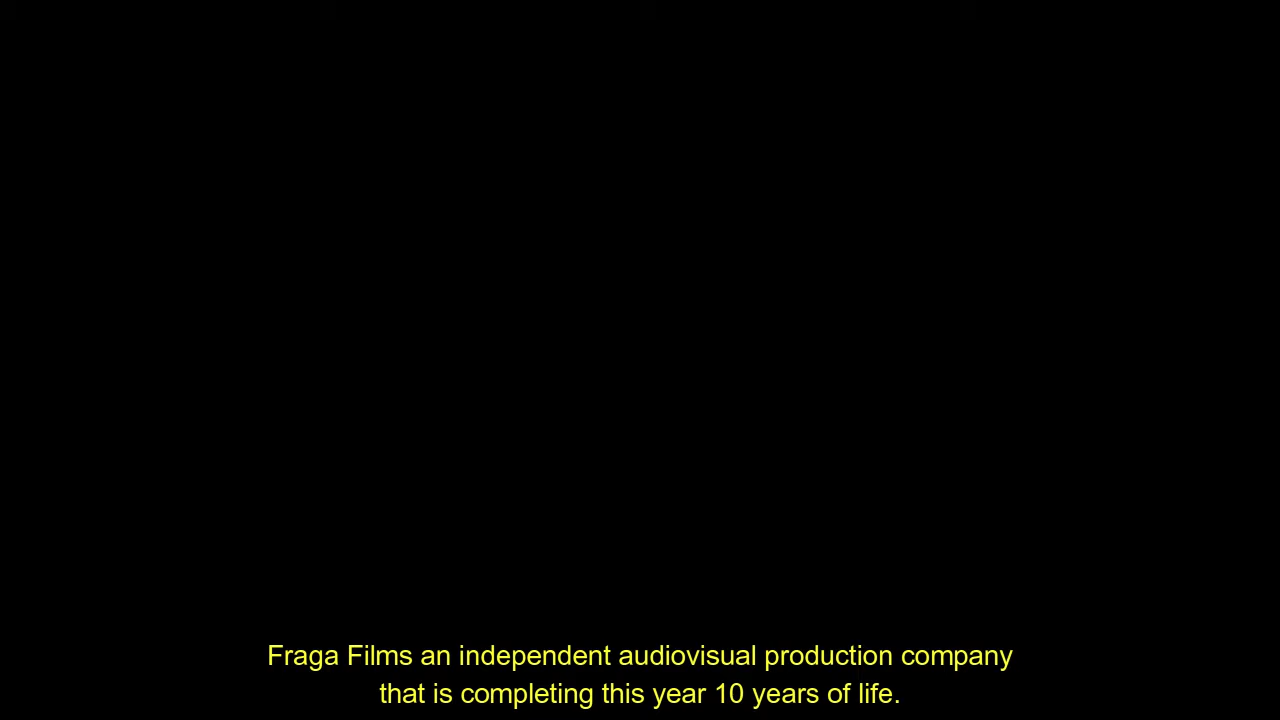 Fraga Films an independent audiovisual production company
that is completing this year 10 years of life.